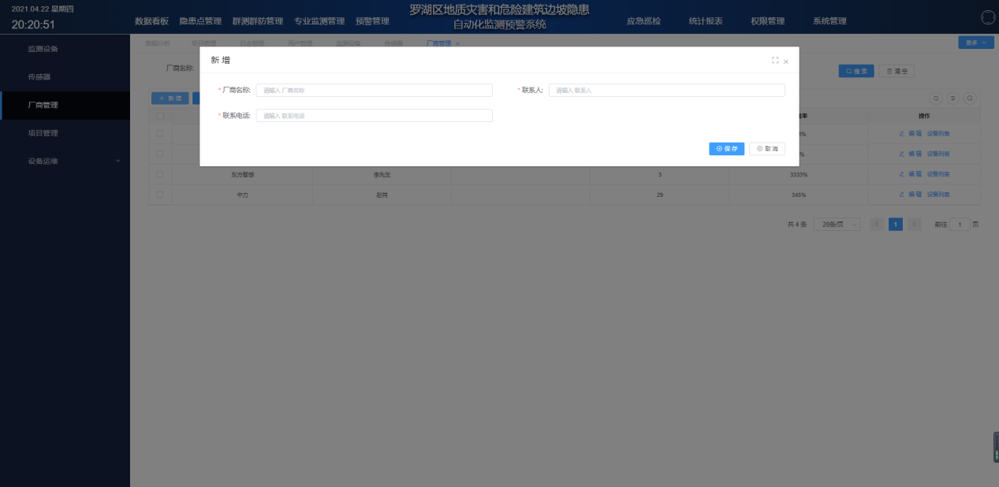 2021.04.22 星期四
20:20:51
数据看板 隐患点管理 群测群防管理 专业监测管理 预警管理
罗湖区地质灾害和危险建筑边坡隐患
自动化监测预警系统
应急巡检 统计报表 权限管理 系统管理
监测设备
传感器
厂商管理
项目管理
设备运维
数据分析 项目管理 日志管理 用户管理 监测设备 传感器 厂商管理 ×
更多
厂商名称:
搜索 清空
新增
新增
* 厂商名称: 请输入 厂商名称
* 联系人: 请输入 联系人
* 联系电话: 请输入 联系电话
保存 取消
操作
编辑 设备列表
编辑 设备列表
东方智感 李先生 3 3333% 编辑 设备列表
中力 赵月 29 345% 编辑 设备列表
共 4 条 20条/页 1 前往 1 页